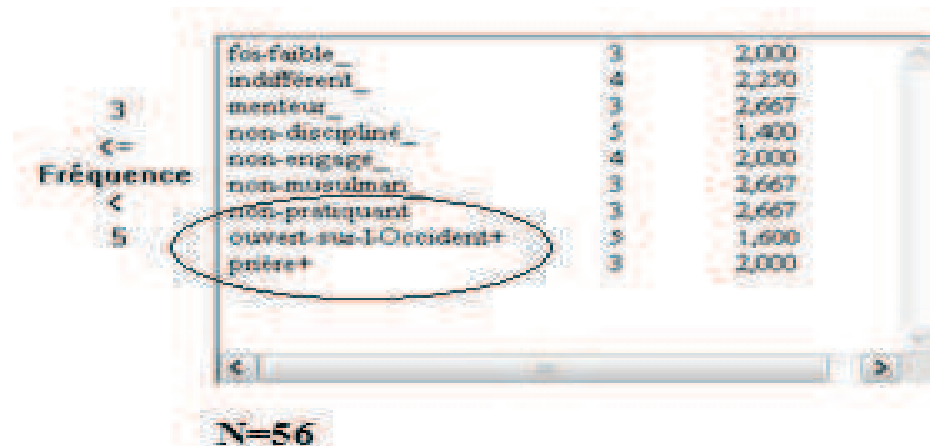 3
<=
Fréquence
<
5
fos-faible_ 3 2,000
indifférent_ 4 2,250
menteur_ 3 2,667
non-discipliné_ 5 1,400
non-engagé_ 4 2,000
non-musulman_ 3 2,667
non-pratiquant 3 2,667
ouvert-sus-l-Occident+ 5 1,600
prière+ 3 2,000
N=56